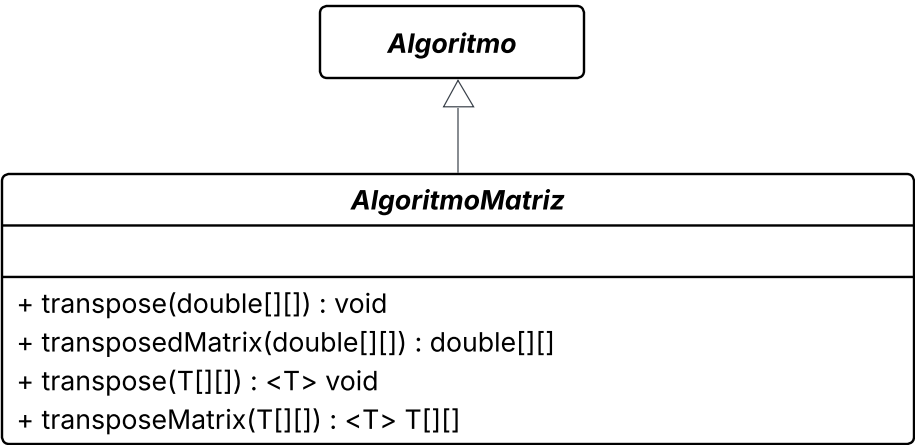 Algoritmo
AlgoritmoMatriz
+ transpose(double[][]) : void
+ transposedMatrix(double[][]) : double[][]
+ transpose(T[][]) : <T> void
+ transposeMatrix(T[][]) : <T> T[][]